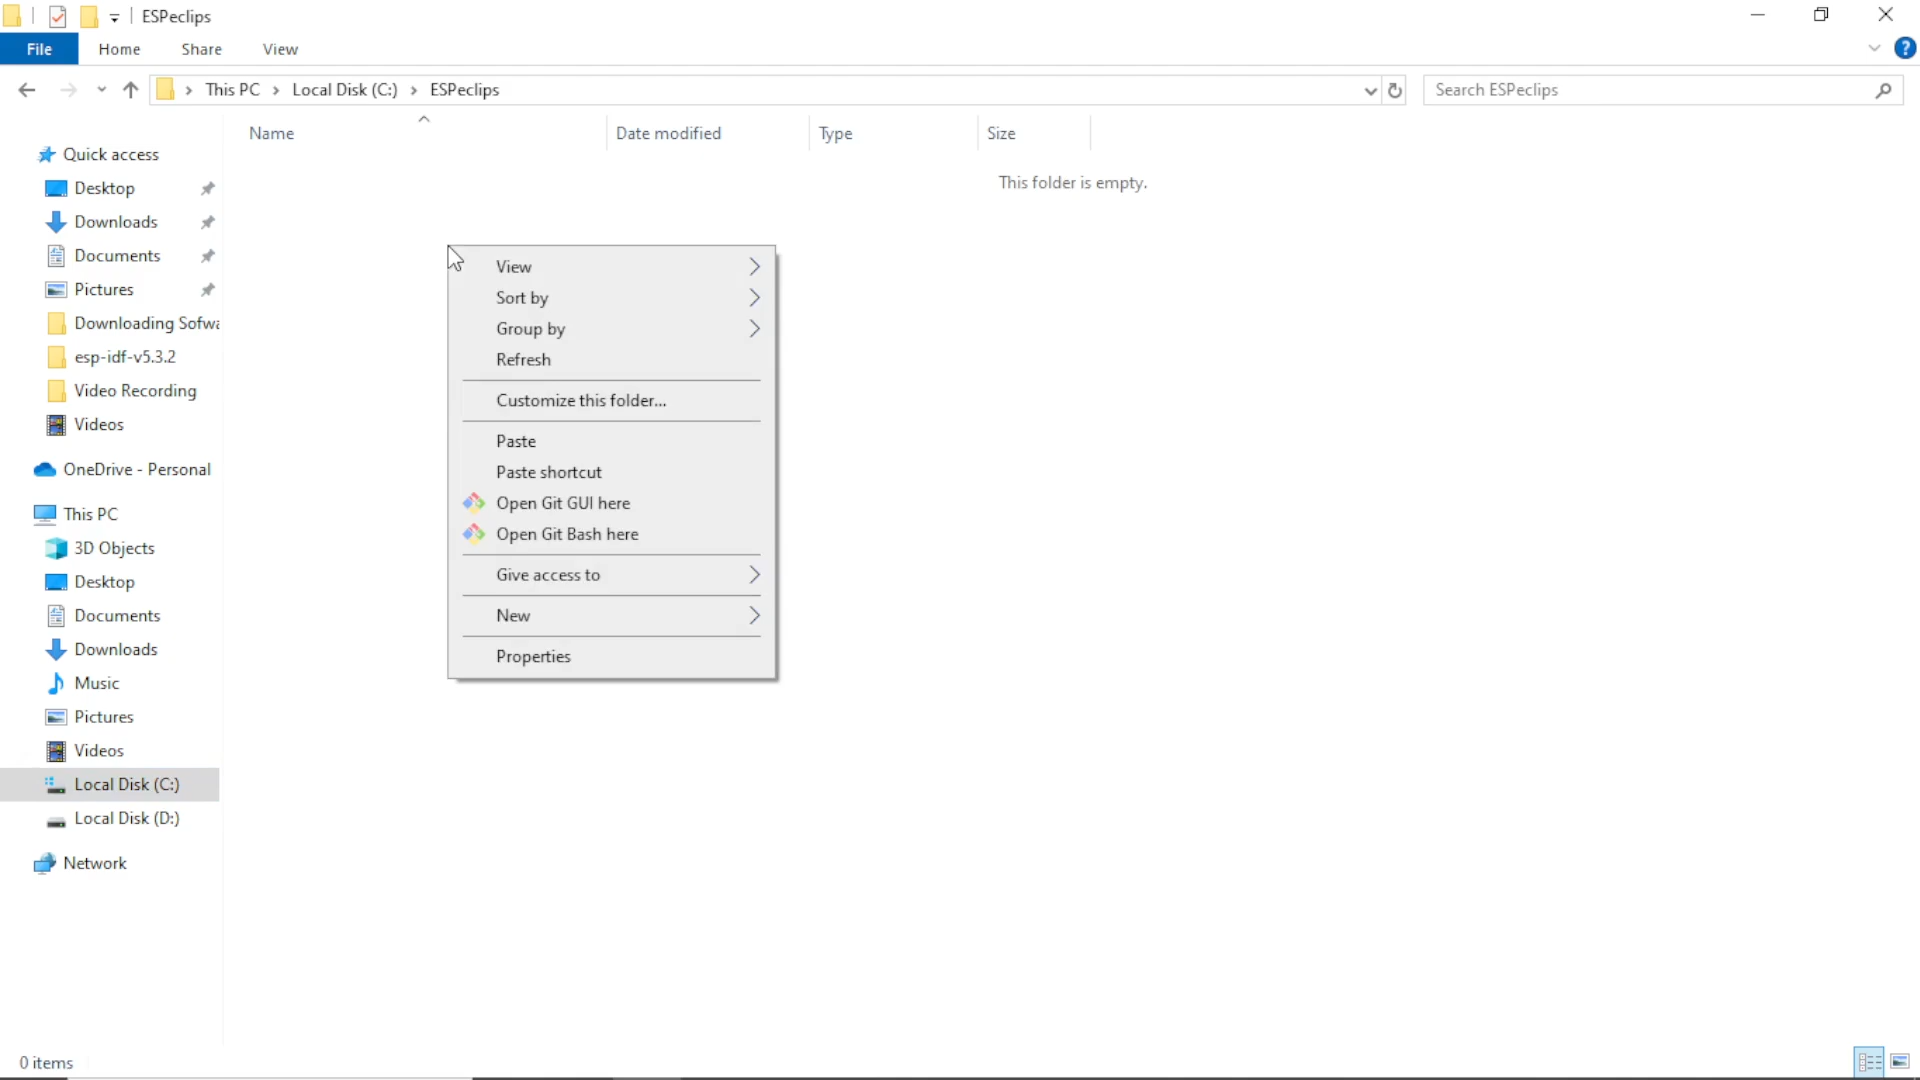 ESPeclips
File Home Share View
This PC Local Disk (C:) ESPeclips
Search ESPeclips
Name Date modified Type Size
This folder is empty.
Quick access
Desktop
Downloads
Documents
Pictures
Downloading Sofwa
esp-idf-v5.3.2
Video Recording
Videos
OneDrive - Personal
This PC
3D Objects
Desktop
Documents
Downloads
Music
Pictures
Videos
Local Disk (C:)
Local Disk (D:)
Network
View
Sort by
Group by
Refresh
Customize this folder...
Paste
Paste shortcut
Open Git GUI here
Open Git Bash here
Give access to
New
Properties
0 items